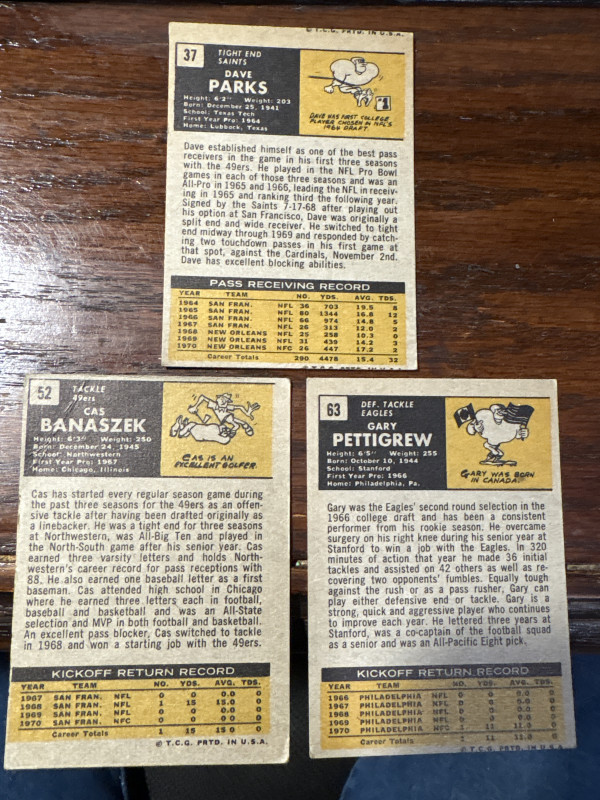 © T.C.G. PRTD. IN U.S.A.
37
TIGHT END
SAINTS
DAVE
PARKS
Height: 6'2" Weight: 203
Born: December 25, 1941
School: Texas Tech
First Year Pro: 1964
Home: Lubbock, Texas
#1
DAVE WAS FIRST COLLEGE
PLAYER CHOSEN IN NFL'S
1964 DRAFT.
Dave established himself as one of the best pass
receivers in the game in his first three seasons
with the 49ers. He played in the NFL Pro Bowl
games in each of those three seasons and was an
All-Pro in 1965 and 1966, leading the NFL in receiv-
ing in 1965 and ranking third the following year.
Signed by the Saints 7-17-68 after playing out
his option at San Francisco, Dave was originally a
split end and wide receiver. He switched to tight
end midway through 1969 and responded by catch-
ing two touchdown passes in his first game at
that spot, against the Cardinals, November 2nd.
Dave has excellent blocking abilities.
PASS RECEIVING RECORD
YEAR TEAM NO. YDS. AVG. TDS.
1964 SAN FRAN. NFL 36 703 19.5 8
1965 SAN FRAN. NFL 80 1344 16.8 12
1966 SAN FRAN. NFL 66 974 14.8 5
1967 SAN FRAN. NFL 26 313 12.0 2
1968 NEW ORLEANS NFL 25 258 10.3 0
1969 NEW ORLEANS NFL 31 439 14.2 3
1970 NEW ORLEANS NFC 26 447 17.2 2
Career Totals 290 4478 15.4 32
52
TACKLE
49ers
CAS
BANASZEK
Height: 6'3" Weight: 250
Born: December 24, 1945
School: Northwestern
First Year Pro: 1967
Home: Chicago, Illinois
CAS IS AN
EXCELLENT GOLFER.
Cas has started every regular season game during
the past three seasons for the 49ers as an offen-
sive tackle after having been drafted originally as
a linebacker. He was a tight end for three seasons
at Northwestern, was All-Big Ten and played in
the North-South game after his senior year. Cas
earned three varsity letters and holds North-
western's career record for pass receptions with
88. He also earned one baseball letter as a first
baseman. Cas attended high school in Chicago
where he earned three letters each in football,
baseball and basketball and was an All-State
selection and MVP in both football and basketball.
An excellent pass blocker, Cas switched to tackle
in 1968 and won a starting job with the 49ers.
KICKOFF RETURN RECORD
YEAR TEAM NO. YDS. AVG. TDS.
1967 SAN FRAN. NFL 0 0 0.0 0
1968 SAN FRAN. NFL 1 15 15.0 0
1969 SAN FRAN. NFL 0 0 0.0 0
1970 SAN FRAN. NFC 0 0 0.0 0
Career Totals 1 15 15.0 0
© T.C.G. PRTD. IN U.S.A.
63
DEF. TACKLE
EAGLES
GARY
PETTIGREW
Height: 6'5" Weight: 255
Born: October 10, 1944
School: Stanford
First Year Pro: 1966
Home: Philadelphia, Pa.
GARY WAS BORN
IN CANADA.
Gary was the Eagles' second round selection in the
1966 college draft and has been a consistent
performer from his rookie season. He overcame
surgery on his right knee during his senior year at
Stanford to win a job with the Eagles. In 320
minutes of action that year he made 36 initial
tackles and assisted on 42 others as well as re-
covering two opponents' fumbles. Equally tough
against the rush or as a pass rusher, Gary can
play either defensive end or tackle. Gary is a
strong, quick and aggressive player who continues
to improve each year. He lettered three years at
Stanford, was a co-captain of the football squad
as a senior and was an All-Pacific Eight pick.
KICKOFF RETURN RECORD
YEAR TEAM NO. YDS. AVG. TDS.
1966 PHILADELPHIA NFL 0 0 0.0 0
1967 PHILADELPHIA NFL 0 0 0.0 0
1968 PHILADELPHIA NFL 0 0 0.0 0
1969 PHILADELPHIA NFL 0 0 0.0 0
1970 PHILADELPHIA NFC 1 11 11.0 0
Career Totals 1 11 11.0 0